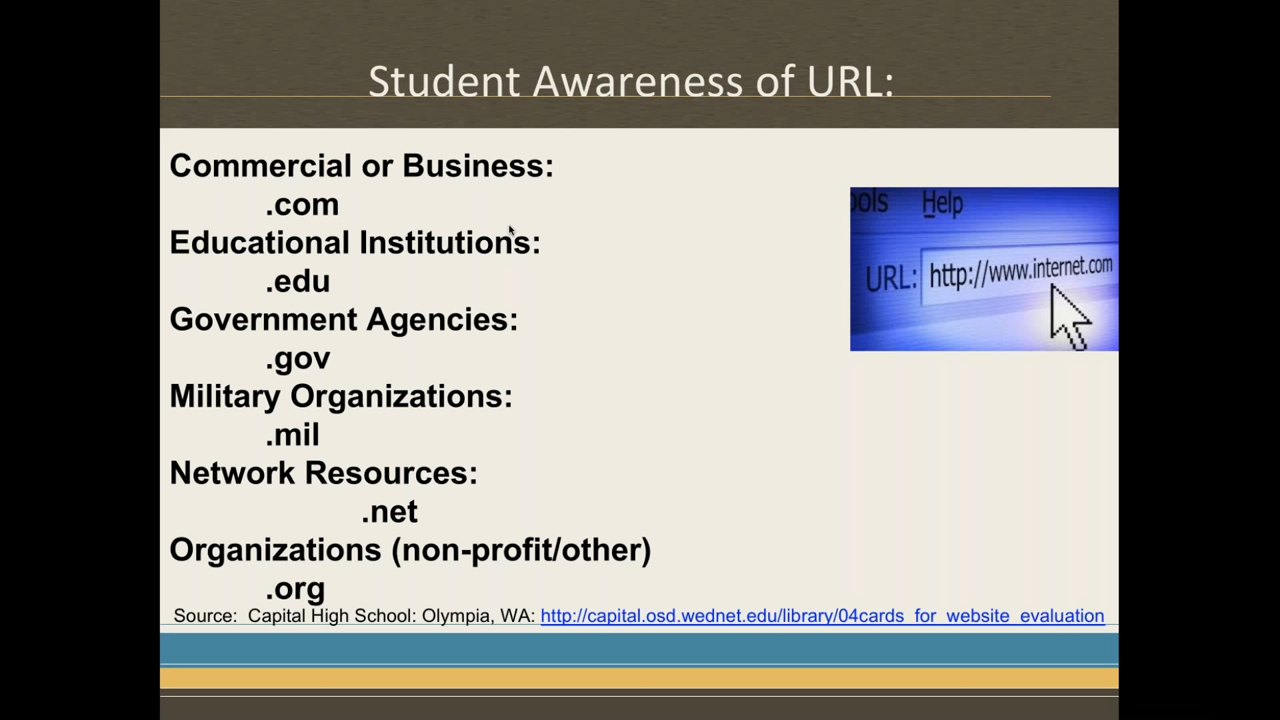 Student Awareness of URL:
Commercial or Business:
.com
Educational Institutions:
.edu
Government Agencies:
.gov
Military Organizations:
.mil
Network Resources:
.net
Organizations (non-profit/other)
.org
Source: Capital High School: Olympia, WA: http://capital.osd.wednet.edu/library/04cards_for_website_evaluation
ools Help
URL: http://www.internet.com